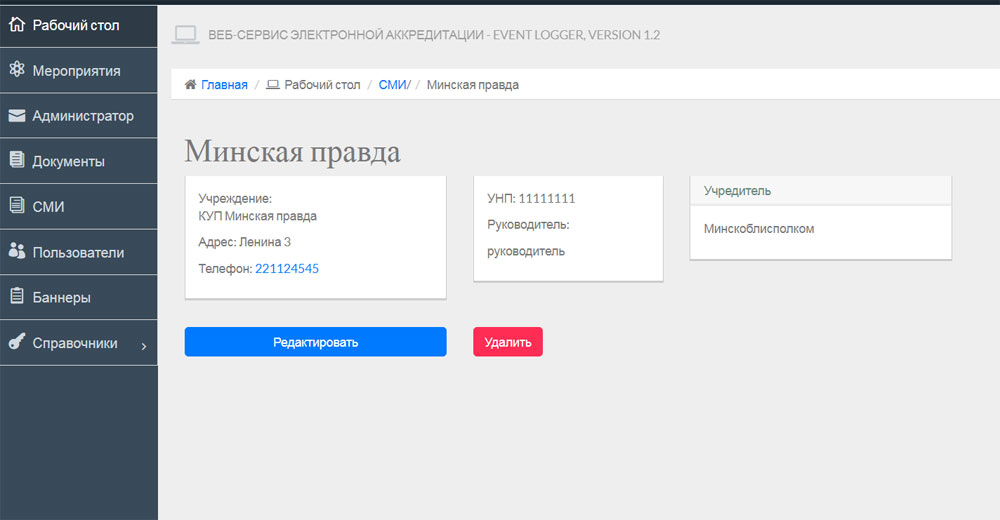 Рабочий стол
Мероприятия
Администратор
Документы
СМИ
Пользователи
Баннеры
Справочники
ВЕБ-СЕРВИС ЭЛЕКТРОННОЙ АККРЕДИТАЦИИ - EVENT LOGGER, VERSION 1.2
Главная / Рабочий стол / СМИ/ / Минская правда
Минская правда
Учреждение:
КУП Минская правда
Адрес: Ленина 3
Телефон: 221124545
УНП: 11111111
Руководитель:
руководитель
Учредитель
Минскоблисполком
Редактировать
Удалить